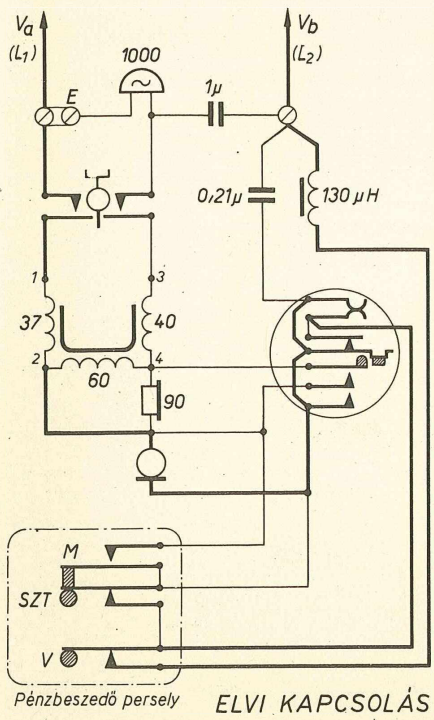 Va
(L1)
Vb
(L2)
1000
E
1μ
0,21μ
130 μH
1
3
37
40
2
60
4
90
M
SZT
V
Pénzbeszedő persely
ELVI KAPCSOLÁS